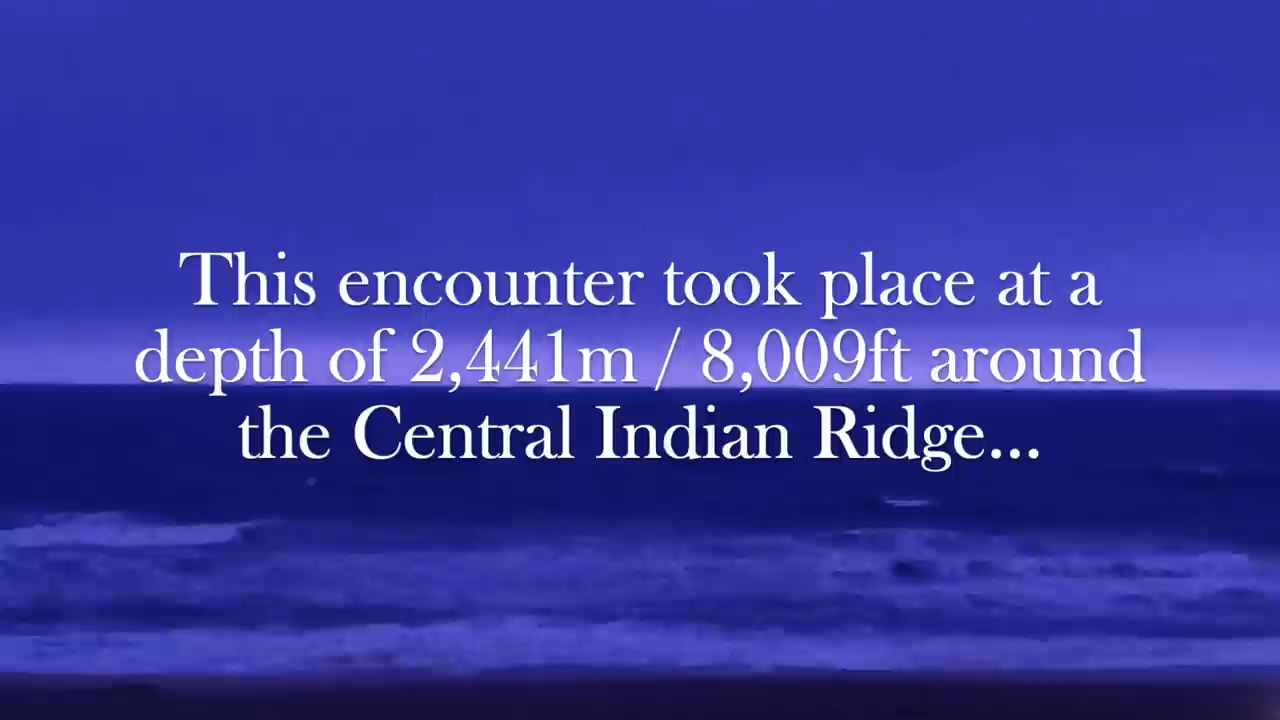 This encounter took place at a
depth of 2,441m / 8,009ft around
the Central Indian Ridge...